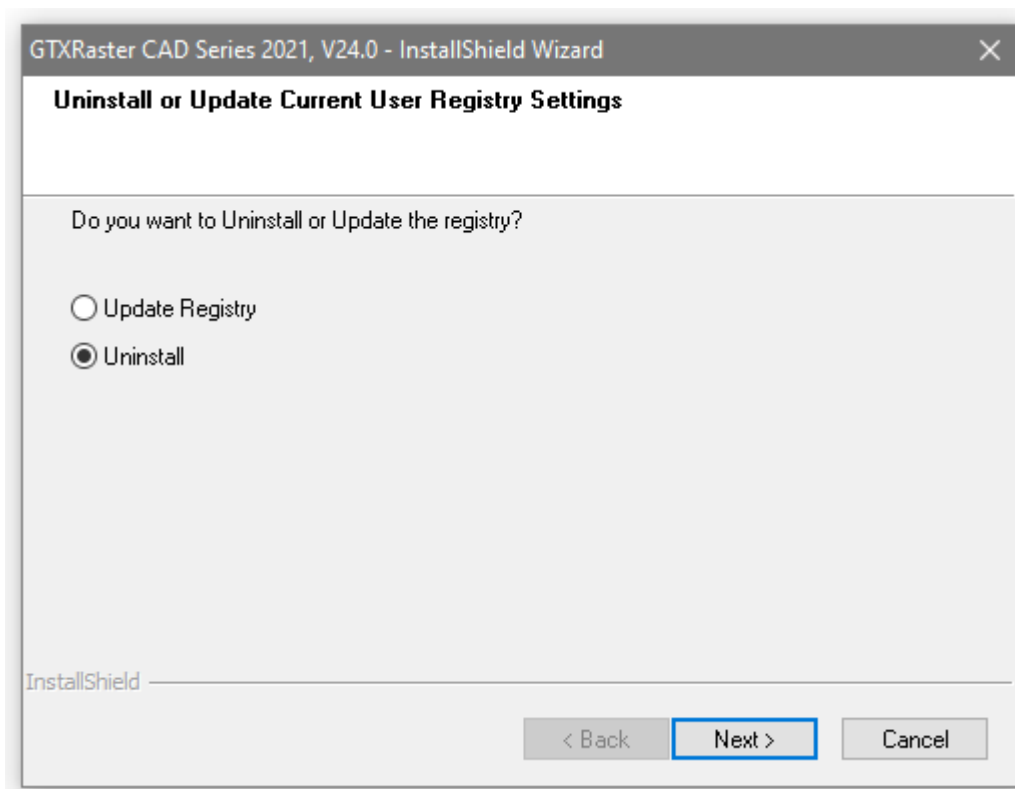 GTXRaster CAD Series 2021, V24.0 - InstallShield Wizard
Uninstall or Update Current User Registry Settings
Do you want to Uninstall or Update the registry?
Update Registry
Uninstall
InstallShield
< Back Next > Cancel